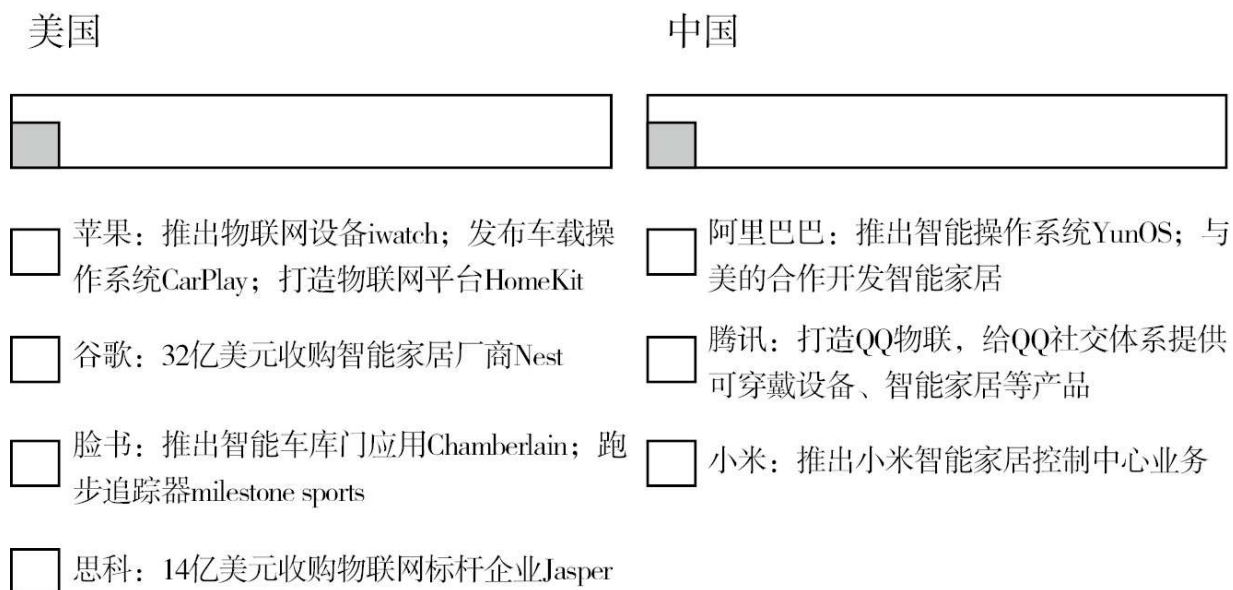 美国
苹果：推出物联网设备iwatch；发布车载操
作系统CarPlay；打造物联网平台HomeKit
谷歌：32亿美元收购智能家居厂商Nest
脸书：推出智能车库门应用Chamberlain；跑
步追踪器milestone sports
思科：14亿美元收购物联网标杆企业Jasper
中国
阿里巴巴：推出智能操作系统YunOS；与
美的合作开发智能家居
腾讯：打造QQ物联，给QQ社交体系提供
可穿戴设备、智能家居等产品
小米：推出小米智能家居控制中心业务